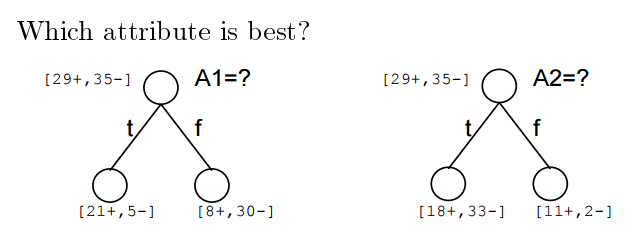 Which attribute is best?
[29+,35-] A1=? [29+,35-] A2=?
t f t f
[21+,5-] [8+,30-] [18+,33-] [11+,2-]